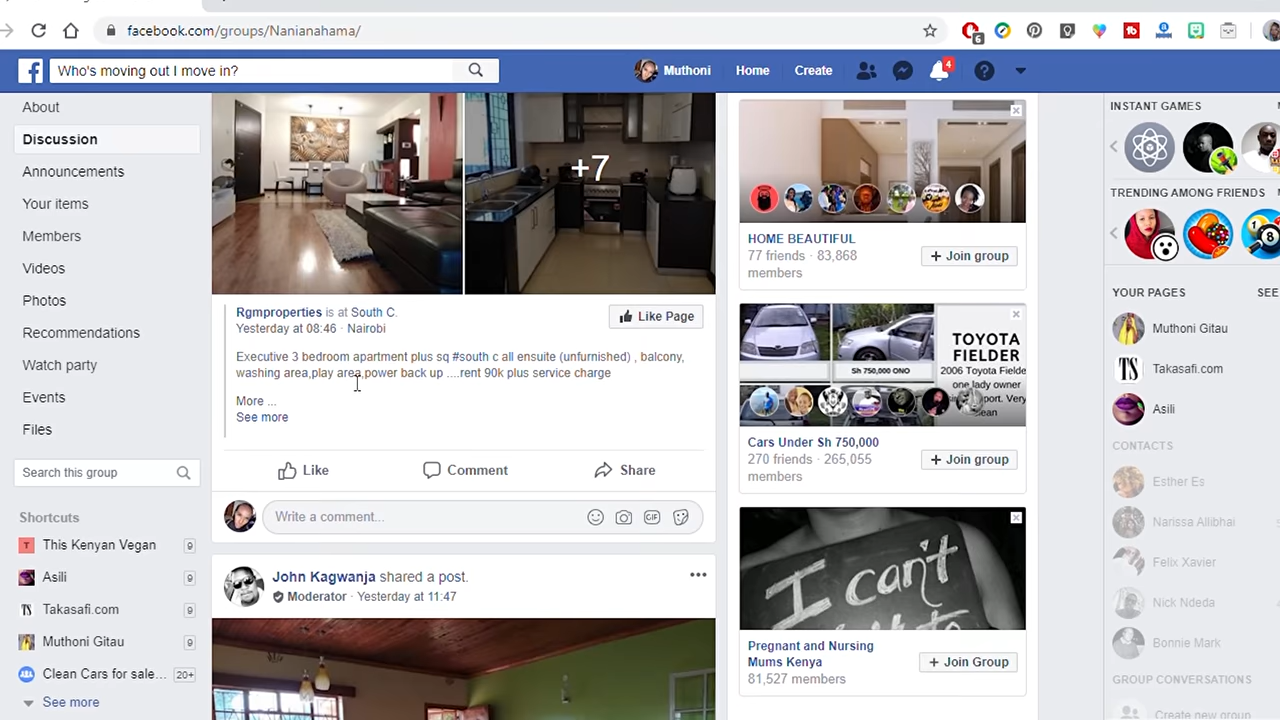 facebook.com/groups/Nanianahama/
6
Who's moving out I move in?
Muthoni
Home
Create
4
About
Discussion
Announcements
Your items
Members
Videos
Photos
Recommendations
Watch party
Events
Files
Search this group
Shortcuts
This Kenyan Vegan 9
Asili 9
Takasafi.com 9
Muthoni Gitau 9
Clean Cars for sale... 20+
See more
+7
Rgmproperties is at South C.
Yesterday at 08:46 · Nairobi
Like Page
Executive 3 bedroom apartment plus sq #south c all ensuite (unfurnished) , balcony,
washing area,play area,power back up ....rent 90k plus service charge
More ...
See more
Like
Comment
Share
Write a comment...
GIF
John Kagwanja shared a post.
Moderator · Yesterday at 11:47
HOME BEAUTIFUL
77 friends · 83,868
members
+ Join group
TOYOTA
FIELDER
2006 Toyota Fielde
one lady owner
Sh 750,000 ONO
Cars Under Sh 750,000
270 friends · 265,055
members
+ Join group
I can't
Pregnant and Nursing
Mums Kenya
81,527 members
+ Join Group
INSTANT GAMES
TRENDING AMONG FRIENDS
8
YOUR PAGES
SEE
Muthoni Gitau
TS
Takasafi.com
Asili
CONTACTS
Esther Es
Narissa Allibhai
Felix Xavier
Nick Ndeda
Bonnie Mark
GROUP CONVERSATIONS
Create new group